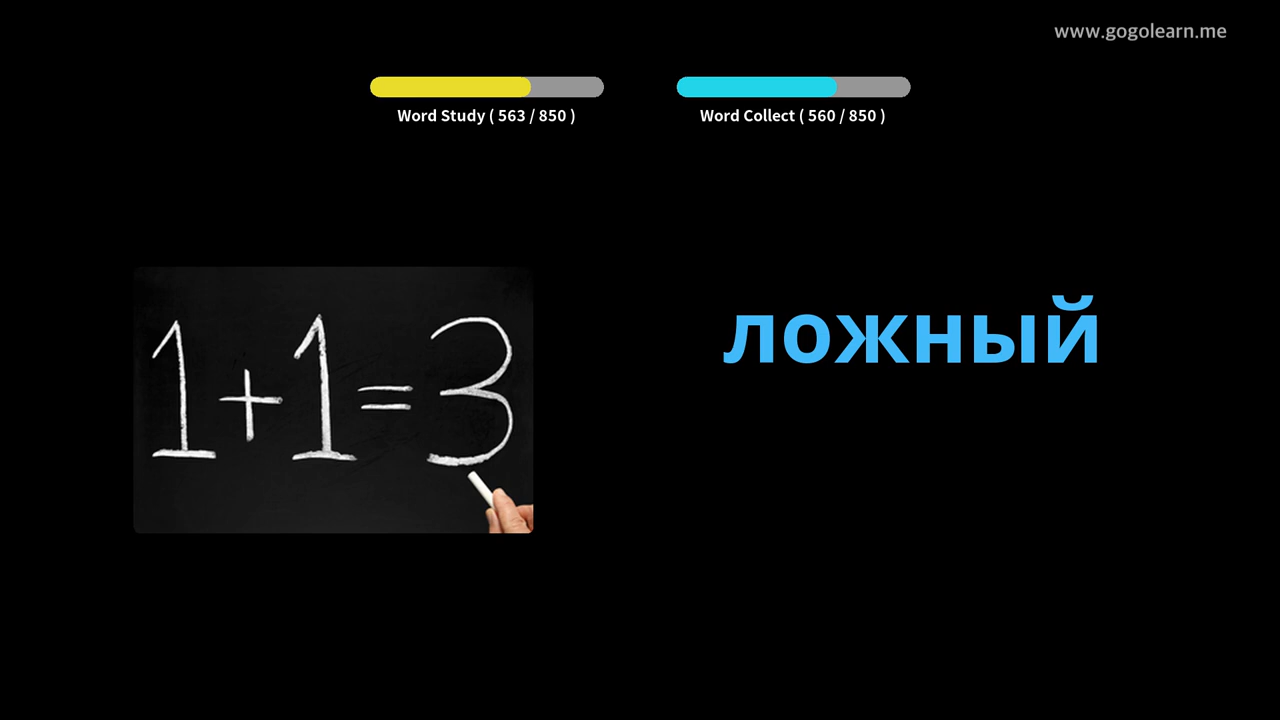 www.gogolearn.me
Word Study ( 563 / 850 )
Word Collect ( 560 / 850 )
1+1=3
ложный